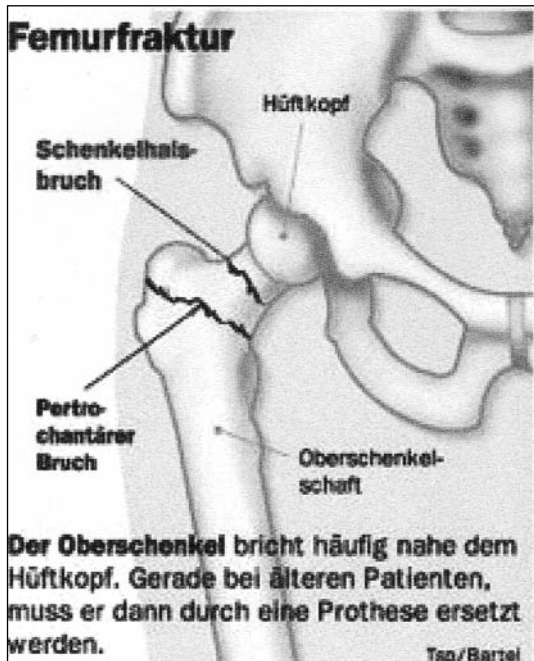 Femurfraktur
Hüftkopf
Schenkelhals-
bruch
Pertro-
chantärer
Bruch
Oberschenkel-
schaft
Der Oberschenkel bricht häufig nahe dem
Hüftkopf. Gerade bei älteren Patienten,
muss er dann durch eine Prothese ersetzt
werden.
Tsp/Bartel